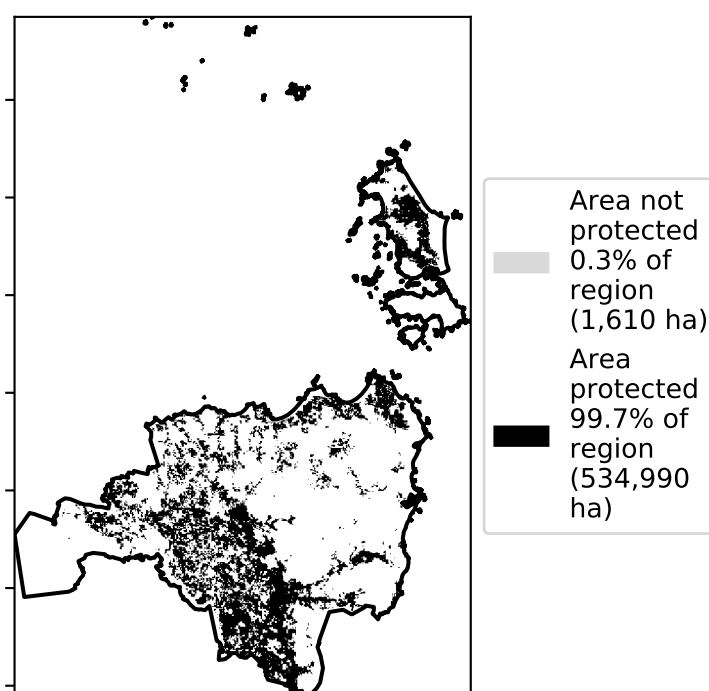 Area not
protected
0.3% of
region
(1,610 ha)
Area
protected
99.7% of
region
(534,990
ha)